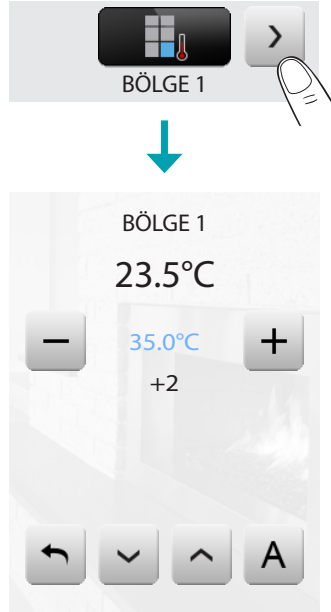 BÖLGE 1
BÖLGE 1
23.5°C
35.0°C
+2
A